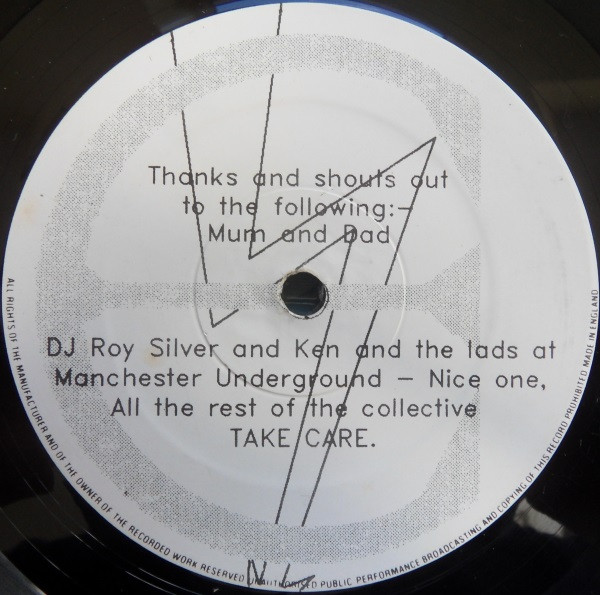 Thanks and shouts out
to the following:-
Mum and Dad
DJ Roy Silver and Ken and the lads at
Manchester Underground – Nice one,
All the rest of the collective
TAKE CARE.
ALL RIGHTS OF THE MANUFACTURER AND OF THE OWNER OF THE RECORDED WORK RESERVED UNAUTHORISED PUBLIC PERFORMANCE BROADCASTING AND COPYING OF THIS RECORD PROHIBITED MADE IN ENGLAND